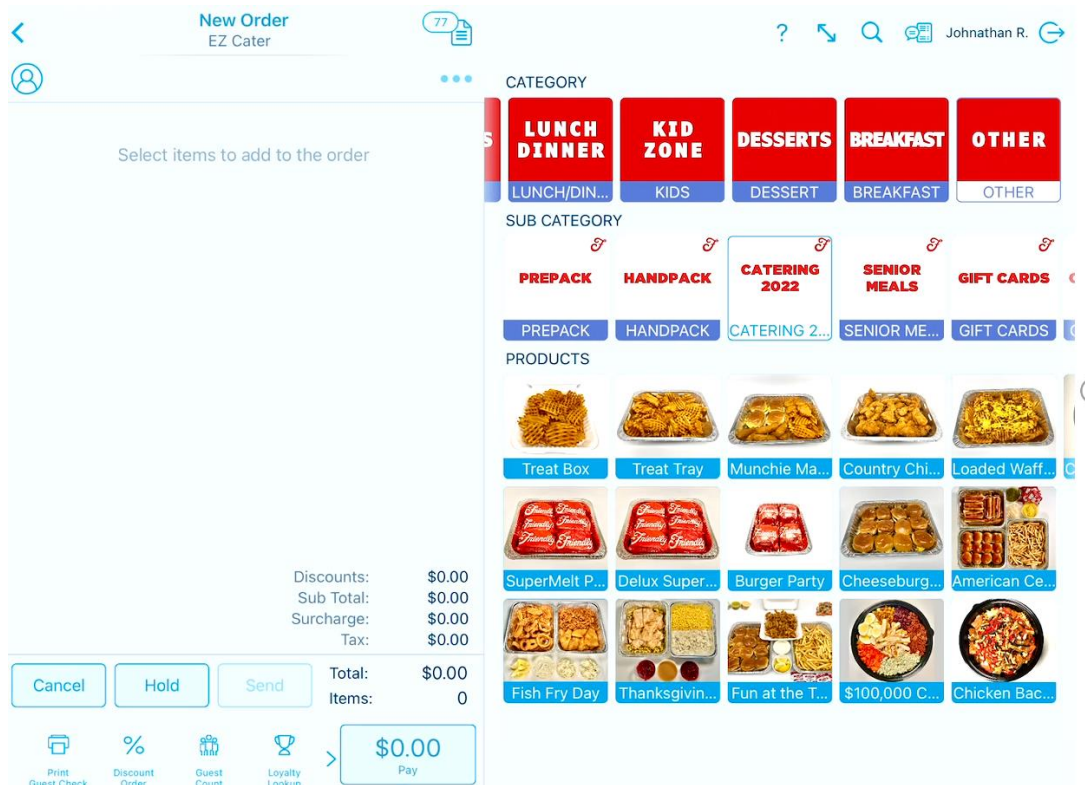 New Order
EZ Cater
77
?
Johnathan R.
Select items to add to the order
Discounts: $0.00
Sub Total: $0.00
Surcharge: $0.00
Tax: $0.00
Total: $0.00
Items: 0
Cancel
Hold
Send
Print
Guest Check
%
Discount
Order
Guest
Count
Loyalty
Lookup
$0.00
Pay
CATEGORY
S
LUNCH
DINNER
LUNCH/DIN...
KID
ZONE
KIDS
DESSERTS
DESSERT
BREAKFAST
BREAKFAST
OTHER
OTHER
SUB CATEGORY
PREPACK
PREPACK
HANDPACK
HANDPACK
CATERING
2022
CATERING 2...
SENIOR
MEALS
SENIOR ME...
GIFT CARDS
GIFT CARDS
PRODUCTS
Treat Box
Treat Tray
Munchie Ma...
Country Chi...
Loaded Waff...
SuperMelt P...
Delux Super...
Burger Party
Cheeseburg...
American Ce...
Fish Fry Day
Thanksgivin...
Fun at the T...
$100,000 C...
Chicken Bac...